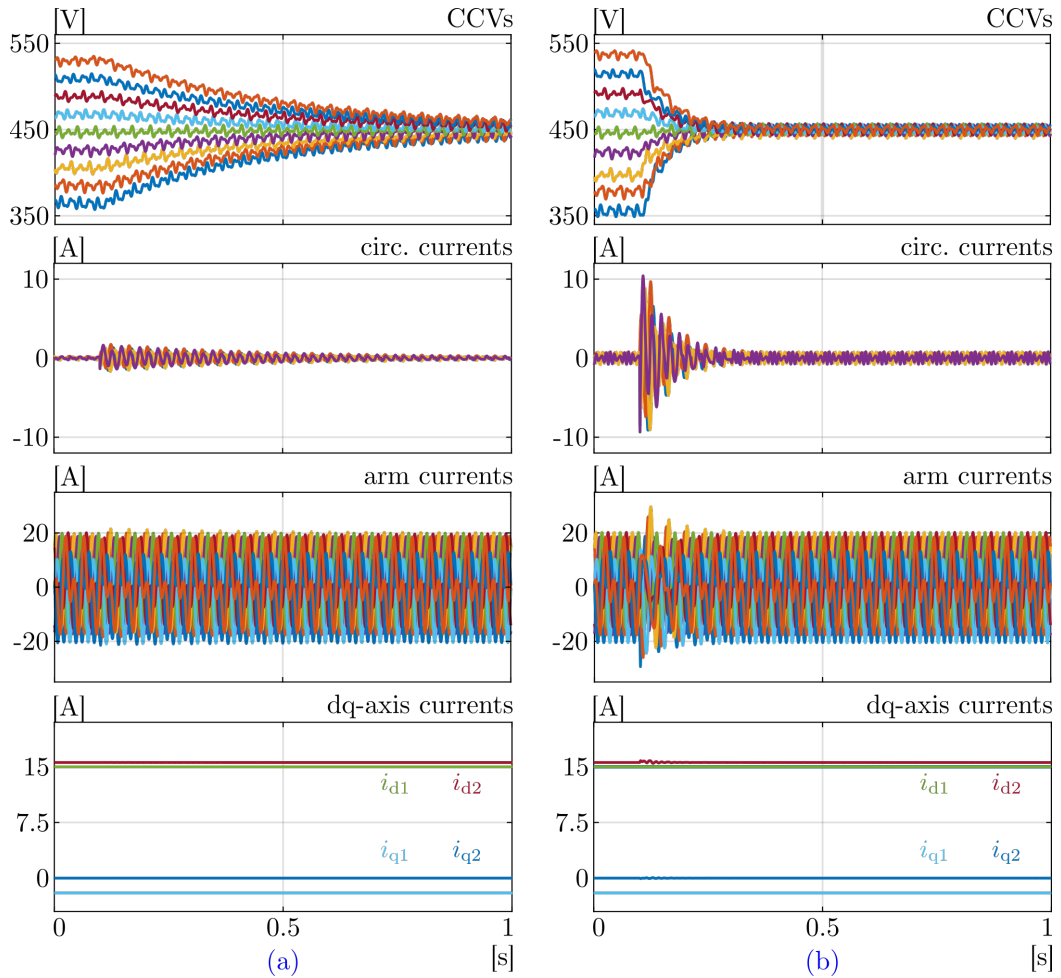 [V] CCVs
550
450
350
[A] circ. currents
10
0
-10
[A] arm currents
20
0
-20
[A] dq-axis currents
15
i_d1 i_d2
7.5
i_q1 i_q2
0
0 0.5 1
(a) [s]
[V] CCVs
550
450
350
[A] circ. currents
10
0
-10
[A] arm currents
20
0
-20
[A] dq-axis currents
15
i_d1 i_d2
7.5
i_q1 i_q2
0
0 0.5 1
(b) [s]